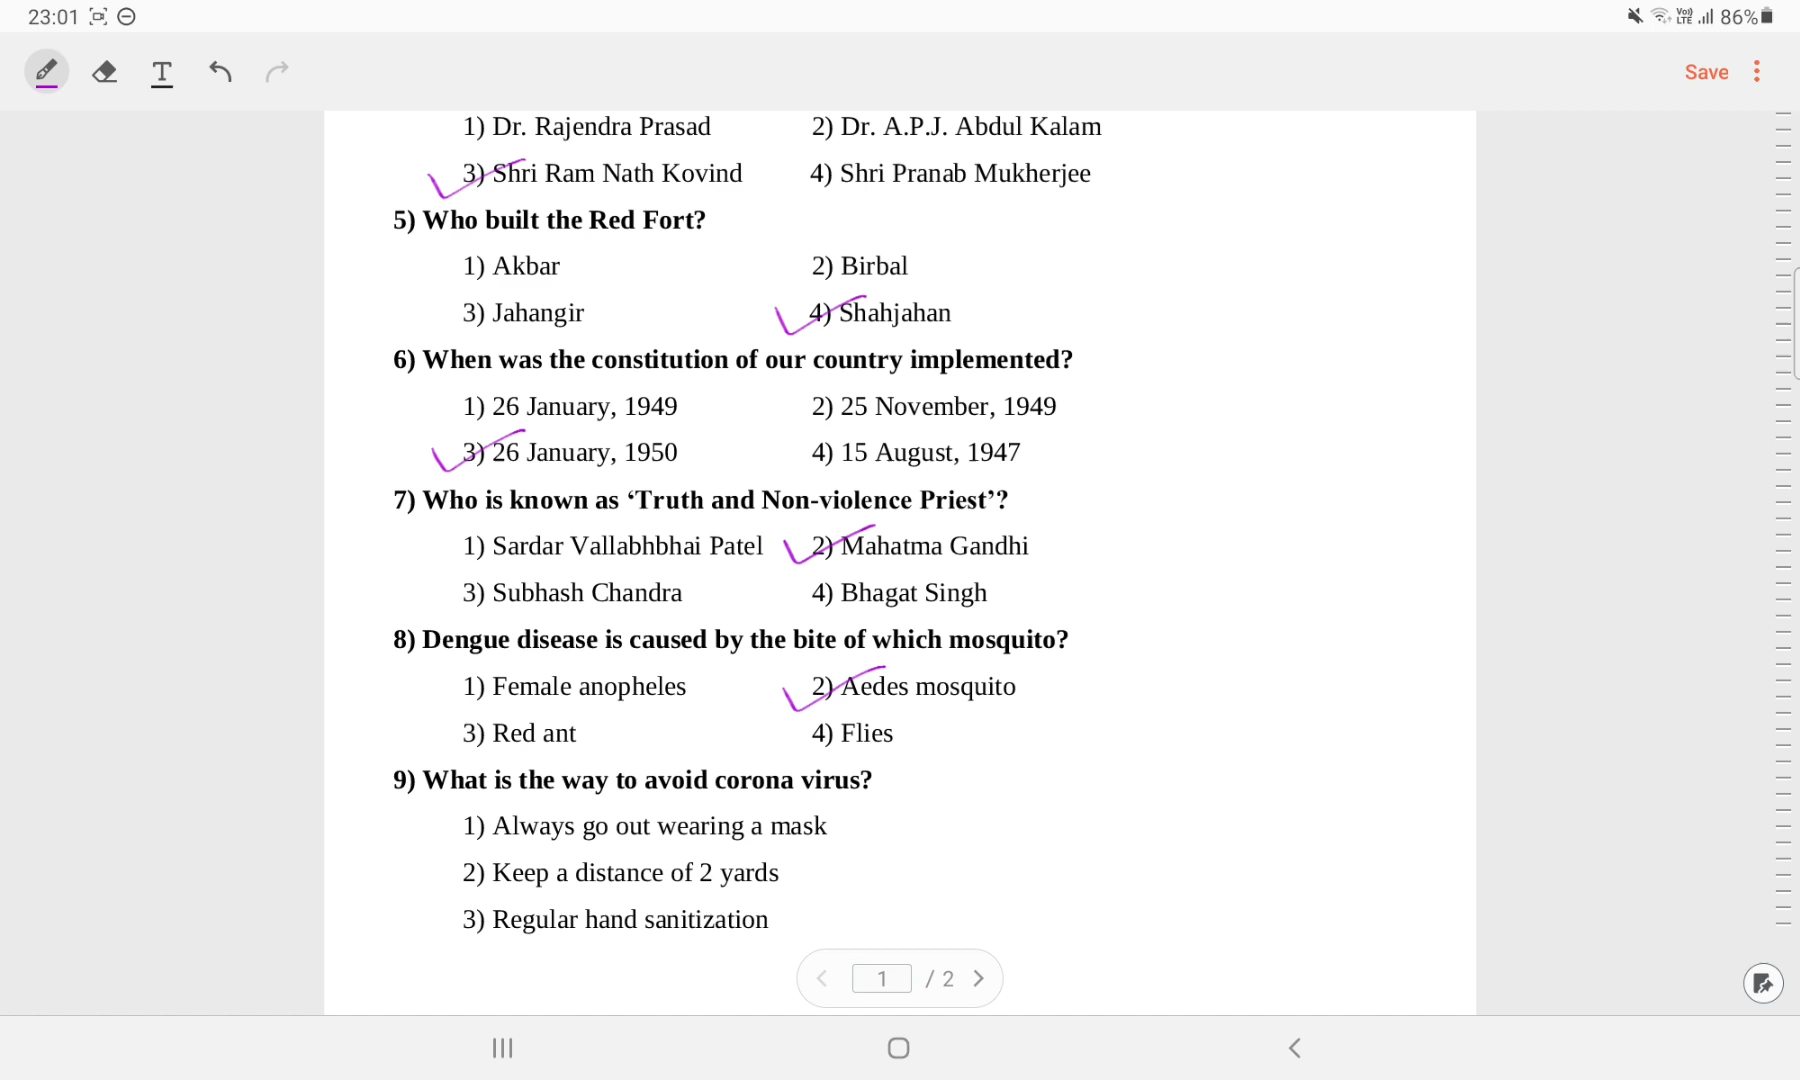 23:01 Vo)) LTE 86%
T Save
1) Dr. Rajendra Prasad 2) Dr. A.P.J. Abdul Kalam
3) Shri Ram Nath Kovind 4) Shri Pranab Mukherjee
5) Who built the Red Fort?
1) Akbar 2) Birbal
3) Jahangir 4) Shahjahan
6) When was the constitution of our country implemented?
1) 26 January, 1949 2) 25 November, 1949
3) 26 January, 1950 4) 15 August, 1947
7) Who is known as ‘Truth and Non-violence Priest’?
1) Sardar Vallabhbhai Patel 2) Mahatma Gandhi
3) Subhash Chandra 4) Bhagat Singh
8) Dengue disease is caused by the bite of which mosquito?
1) Female anopheles 2) Aedes mosquito
3) Red ant 4) Flies
9) What is the way to avoid corona virus?
1) Always go out wearing a mask
2) Keep a distance of 2 yards
3) Regular hand sanitization
1 / 2